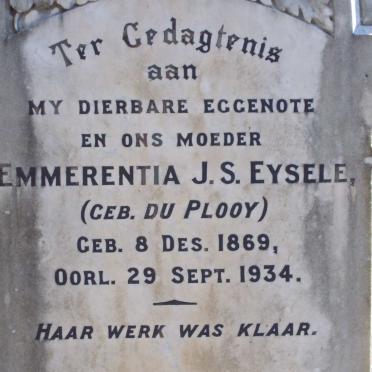 Ter Gedagtenis
aan
MY DIERBARE EGGENOTE
EN ONS MOEDER
EMMERENTIA J. S. EYSELE,
(GEB. DU PLOOY)
GEB. 8 DES. 1869,
OORL. 29 SEPT. 1934.
HAAR WERK WAS KLAAR.